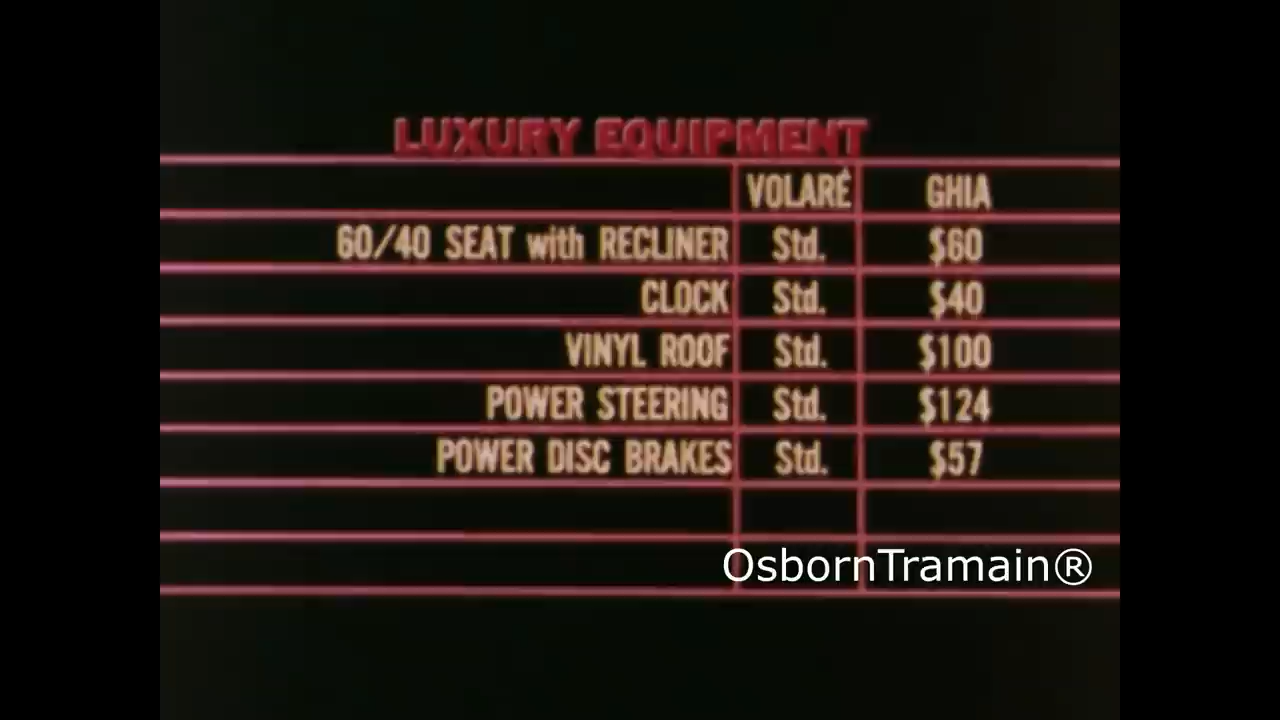 LUXURY EQUIPMENT
VOLARÉ GHIA
60/40 SEAT with RECLINER Std. $60
CLOCK Std. $40
VINYL ROOF Std. $100
POWER STEERING Std. $124
POWER DISC BRAKES Std. $57
OsbornTramain®